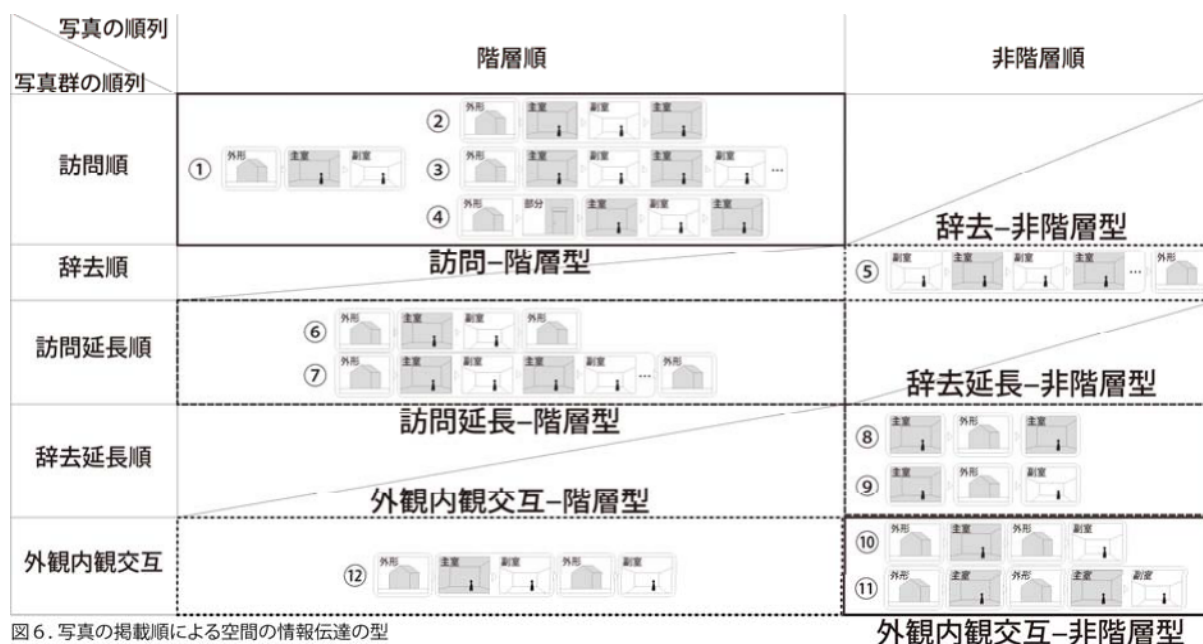 写真の順列
写真群の順列
階層順
非階層順
訪問順
① 外形 主室 副室
② 外形 主室 副室 主室
③ 外形 主室 副室 主室 副室 …
④ 外形 部分 主室 副室 主室
訪問–階層型
辞去–非階層型
辞去順
⑤ 副室 主室 副室 主室 … 外形
訪問延長順
⑥ 外形 主室 副室 外形
⑦ 外形 主室 副室 主室 副室 … 外形
訪問延長–階層型
辞去延長–非階層型
辞去延長順
⑧ 主室 外形 主室
⑨ 主室 外形 副室
外観内観交互–階層型
外観内観交互
⑫ 外形 主室 副室 外形 副室
⑩ 外形 主室 外形 副室
⑪ 外形 主室 外形 主室 副室
外観内観交互–非階層型
図6.写真の掲載順による空間の情報伝達の型